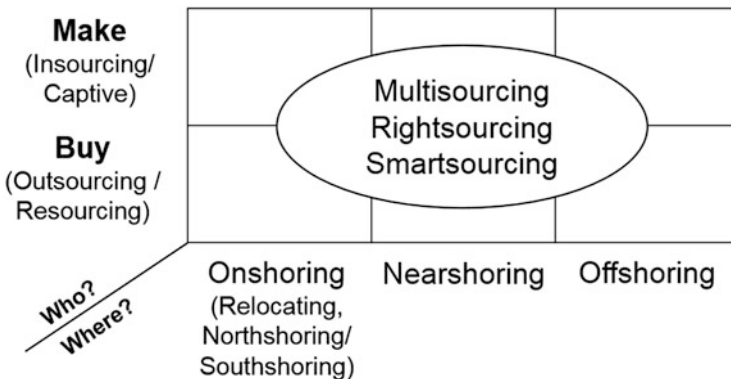 Make
(Insourcing/
Captive)
Buy
(Outsourcing /
Resourcing)
Multisourcing
Rightsourcing
Smartsourcing
Who?
Where?
Onshoring
(Relocating,
Northshoring/
Southshoring)
Nearshoring
Offshoring